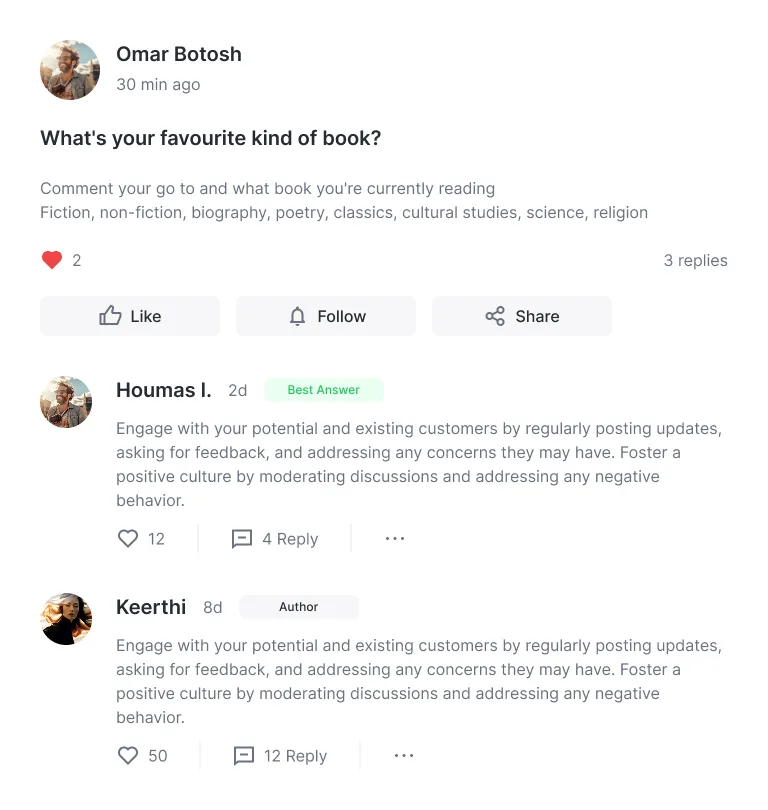 Omar Botosh
30 min ago
What's your favourite kind of book?
Comment your go to and what book you're currently reading
Fiction, non-fiction, biography, poetry, classics, cultural studies, science, religion
2
3 replies
Like
Follow
Share
Houmas I. 2d Best Answer
Engage with your potential and existing customers by regularly posting updates,
asking for feedback, and addressing any concerns they may have. Foster a
positive culture by moderating discussions and addressing any negative
behavior.
12
4 Reply
Keerthi 8d Author
Engage with your potential and existing customers by regularly posting updates,
asking for feedback, and addressing any concerns they may have. Foster a
positive culture by moderating discussions and addressing any negative
behavior.
50
12 Reply